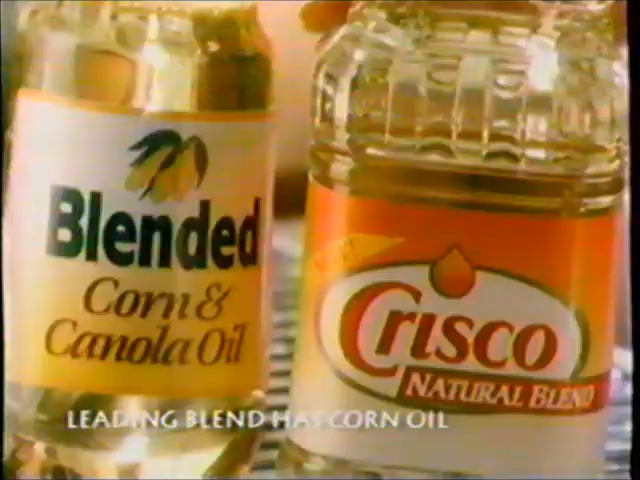 Blended
Corn &
Canola Oil
Crisco
NATURAL BLEND
LEADING BLEND HAS CORN OIL